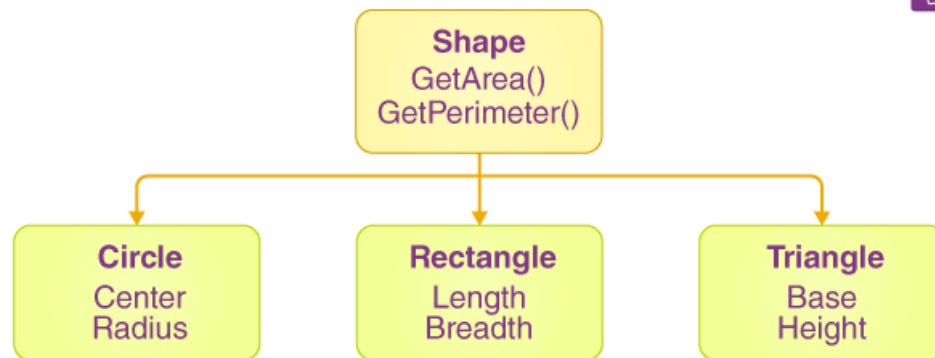 Shape
GetArea()
GetPerimeter()
Circle
Center
Radius
Rectangle
Length
Breadth
Triangle
Base
Height